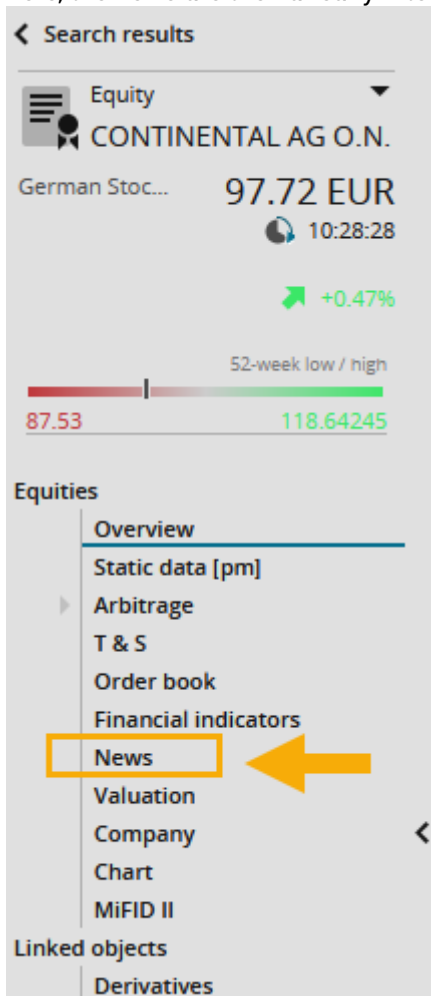 Search results
Equity
CONTINENTAL AG O.N.
German Stoc... 97.72 EUR
10:28:28
+0.47%
52-week low / high
87.53 118.64245
Equities
Overview
Static data [pm]
Arbitrage
T & S
Order book
Financial indicators
News
Valuation
Company
Chart
MiFID II
Linked objects
Derivatives